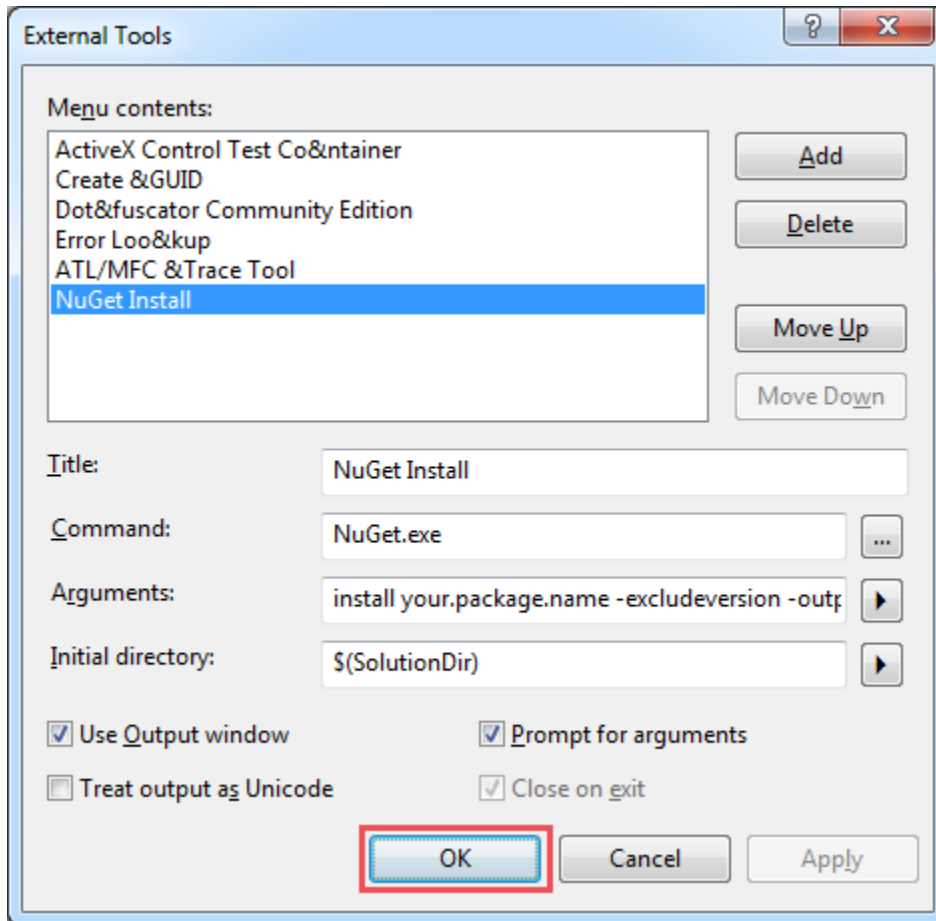 External Tools
Menu contents:
ActiveX Control Test Co&ntainer
Create &GUID
Dot&fuscator Community Edition
Error Loo&kup
ATL/MFC &Trace Tool
NuGet Install
Add
Delete
Move Up
Move Down
Title:
NuGet Install
Command:
NuGet.exe
...
Arguments:
install your.package.name -excludeversion -outp
Initial directory:
$(SolutionDir)
Use Output window
Prompt for arguments
Treat output as Unicode
Close on exit
OK
Cancel
Apply